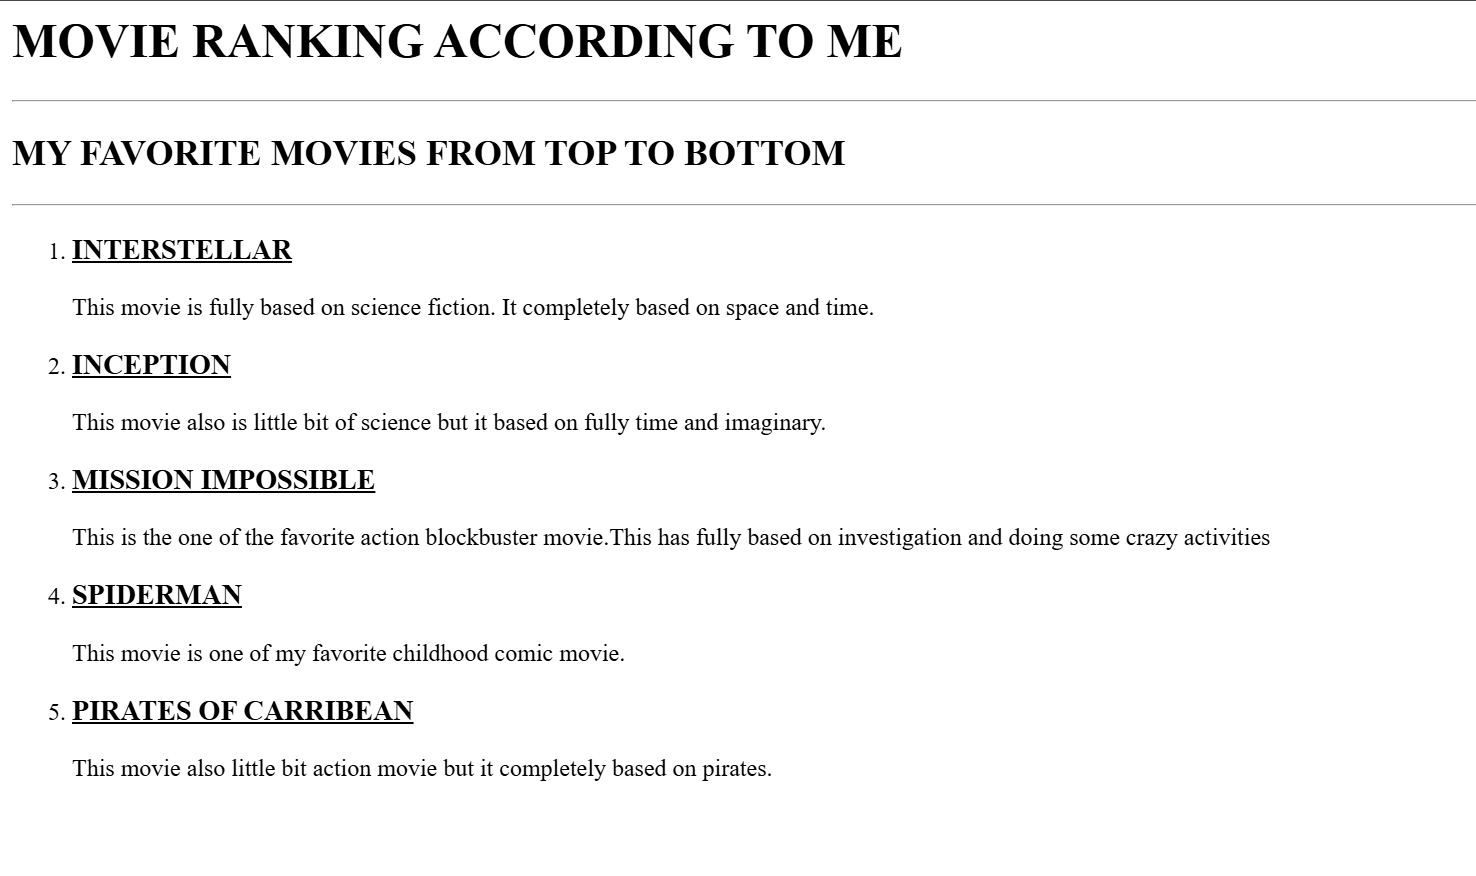 MOVIE RANKING ACCORDING TO ME
MY FAVORITE MOVIES FROM TOP TO BOTTOM
1. INTERSTELLAR
This movie is fully based on science fiction. It completely based on space and time.
2. INCEPTION
This movie also is little bit of science but it based on fully time and imaginary.
3. MISSION IMPOSSIBLE
This is the one of the favorite action blockbuster movie.This has fully based on investigation and doing some crazy activities
4. SPIDERMAN
This movie is one of my favorite childhood comic movie.
5. PIRATES OF CARRIBEAN
This movie also little bit action movie but it completely based on pirates.